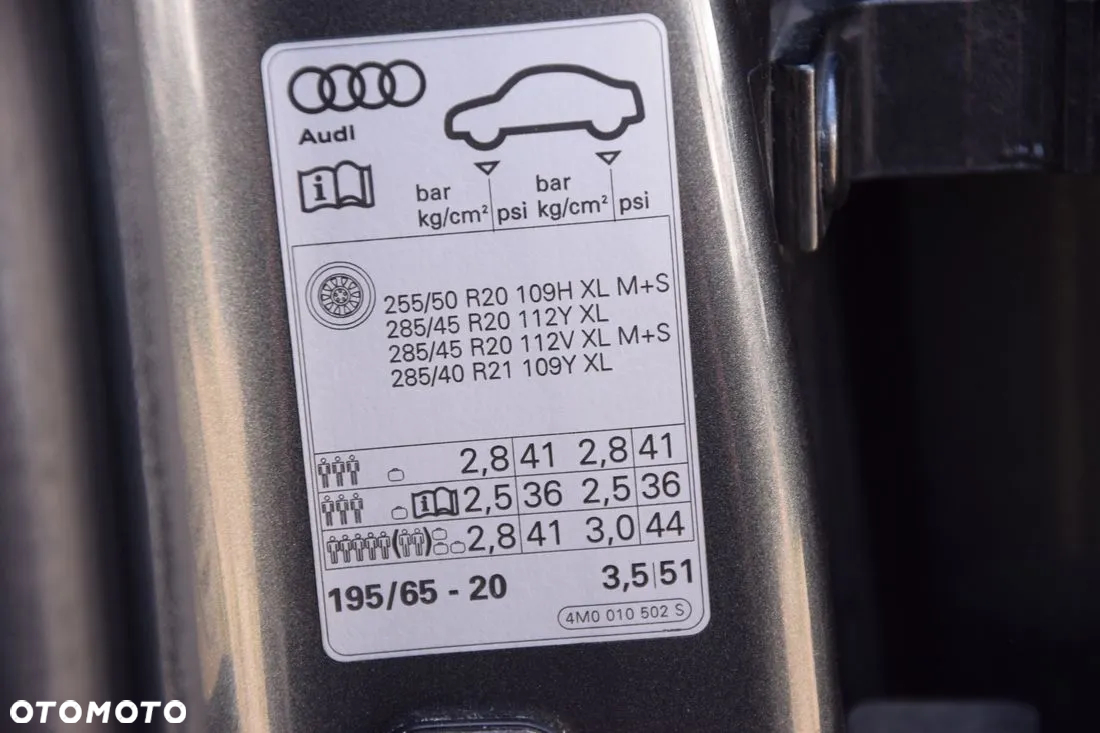 Audi
i
bar bar
kg/cm² psi kg/cm² psi
255/50 R20 109H XL M+S
285/45 R20 112Y XL
285/45 R20 112V XL M+S
285/40 R21 109Y XL
2,8 41 2,8 41
i 2,5 36 2,5 36
( ) 2,8 41 3,0 44
195/65 - 20 3,5 51
4M0 010 502 S
OTOMOTO